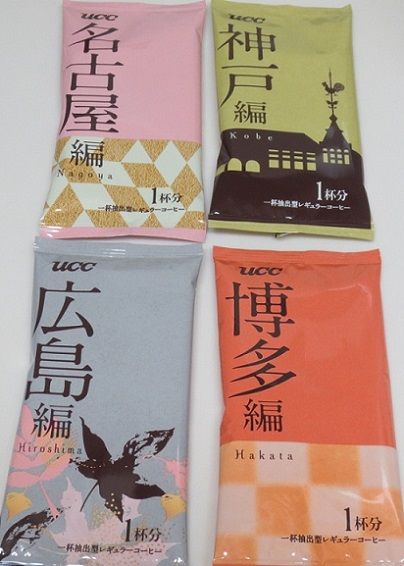 ucc
名古屋編
Nagoya
1杯分
一杯抽出型レギュラーコーヒー
ucc
神戸編
Kobe
1杯分
一杯抽出型レギュラーコーヒー
ucc
広島編
Hiroshima
1杯分
一杯抽出型レギュラーコーヒー
ucc
博多編
Hakata
1杯分
一杯抽出型レギュラーコーヒー